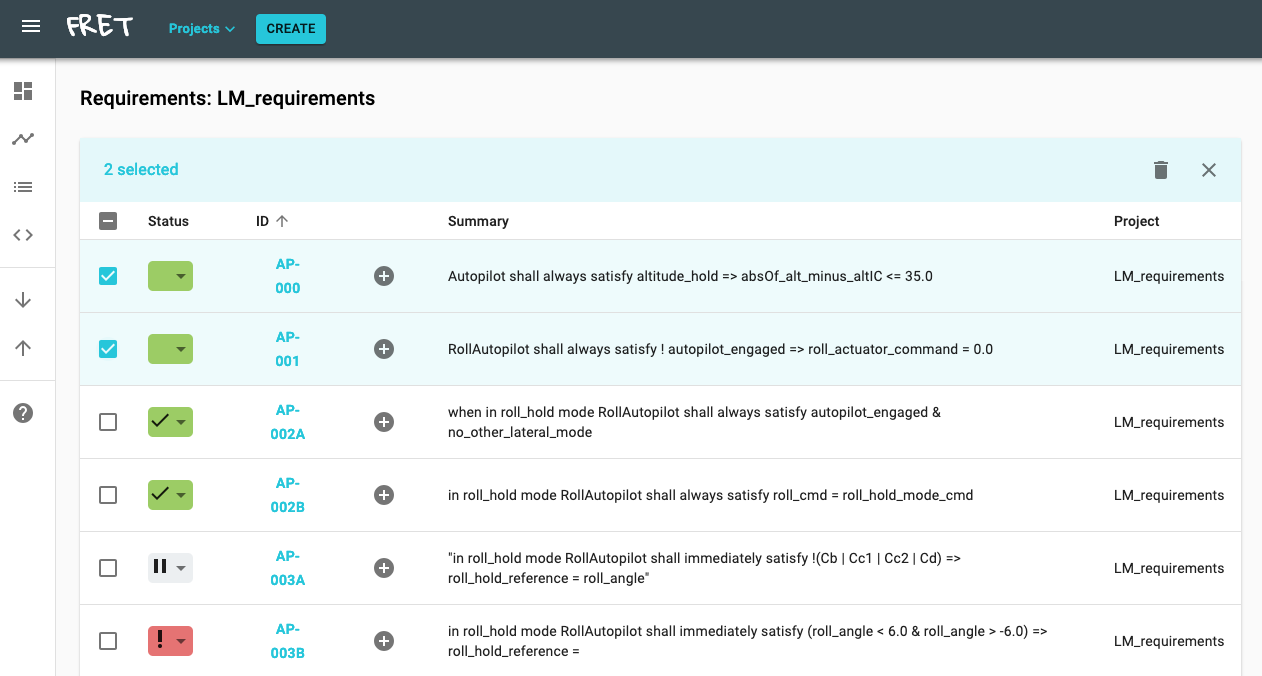 FRET
Projects
CREATE
Requirements: LM_requirements
2 selected
Status ID Summary Project
AP-
000
Autopilot shall always satisfy altitude_hold => absOf_alt_minus_altIC <= 35.0
LM_requirements
AP-
001
RollAutopilot shall always satisfy ! autopilot_engaged => roll_actuator_command = 0.0
LM_requirements
AP-
002A
when in roll_hold mode RollAutopilot shall always satisfy autopilot_engaged &
no_other_lateral_mode
LM_requirements
AP-
002B
in roll_hold mode RollAutopilot shall always satisfy roll_cmd = roll_hold_mode_cmd
LM_requirements
AP-
003A
"in roll_hold mode RollAutopilot shall immediately satisfy !(Cb | Cc1 | Cc2 | Cd) =>
roll_hold_reference = roll_angle"
LM_requirements
AP-
003B
in roll_hold mode RollAutopilot shall immediately satisfy (roll_angle < 6.0 & roll_angle > -6.0) =>
roll_hold_reference =
LM_requirements